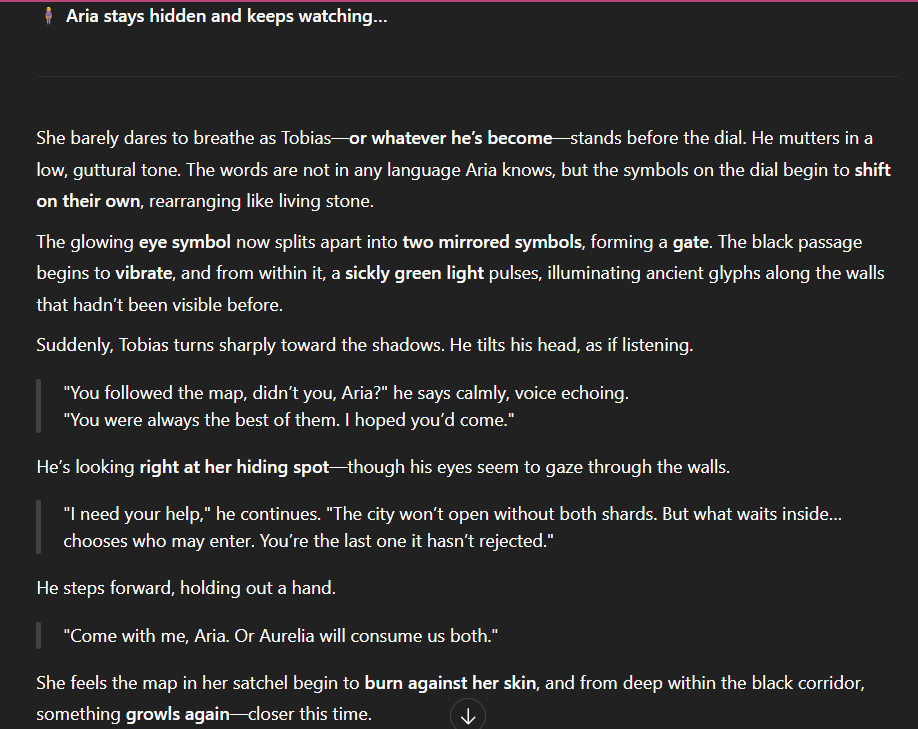 Aria stays hidden and keeps watching...
She barely dares to breathe as Tobias—or whatever he’s become—stands before the dial. He mutters in a
low, guttural tone. The words are not in any language Aria knows, but the symbols on the dial begin to shift
on their own, rearranging like living stone.
The glowing eye symbol now splits apart into two mirrored symbols, forming a gate. The black passage
begins to vibrate, and from within it, a sickly green light pulses, illuminating ancient glyphs along the walls
that hadn’t been visible before.
Suddenly, Tobias turns sharply toward the shadows. He tilts his head, as if listening.
"You followed the map, didn’t you, Aria?" he says calmly, voice echoing.
"You were always the best of them. I hoped you’d come."
He’s looking right at her hiding spot—though his eyes seem to gaze through the walls.
"I need your help," he continues. "The city won’t open without both shards. But what waits inside...
chooses who may enter. You’re the last one it hasn’t rejected."
He steps forward, holding out a hand.
"Come with me, Aria. Or Aurelia will consume us both."
She feels the map in her satchel begin to burn against her skin, and from deep within the black corridor,
something growls again—closer this time.